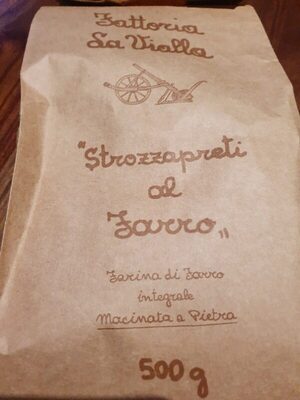 Fattoria
La Vialla
"Strozzapreti
al
Farro„
Farina di Farro
integrale
Macinata a Pietra
500 g